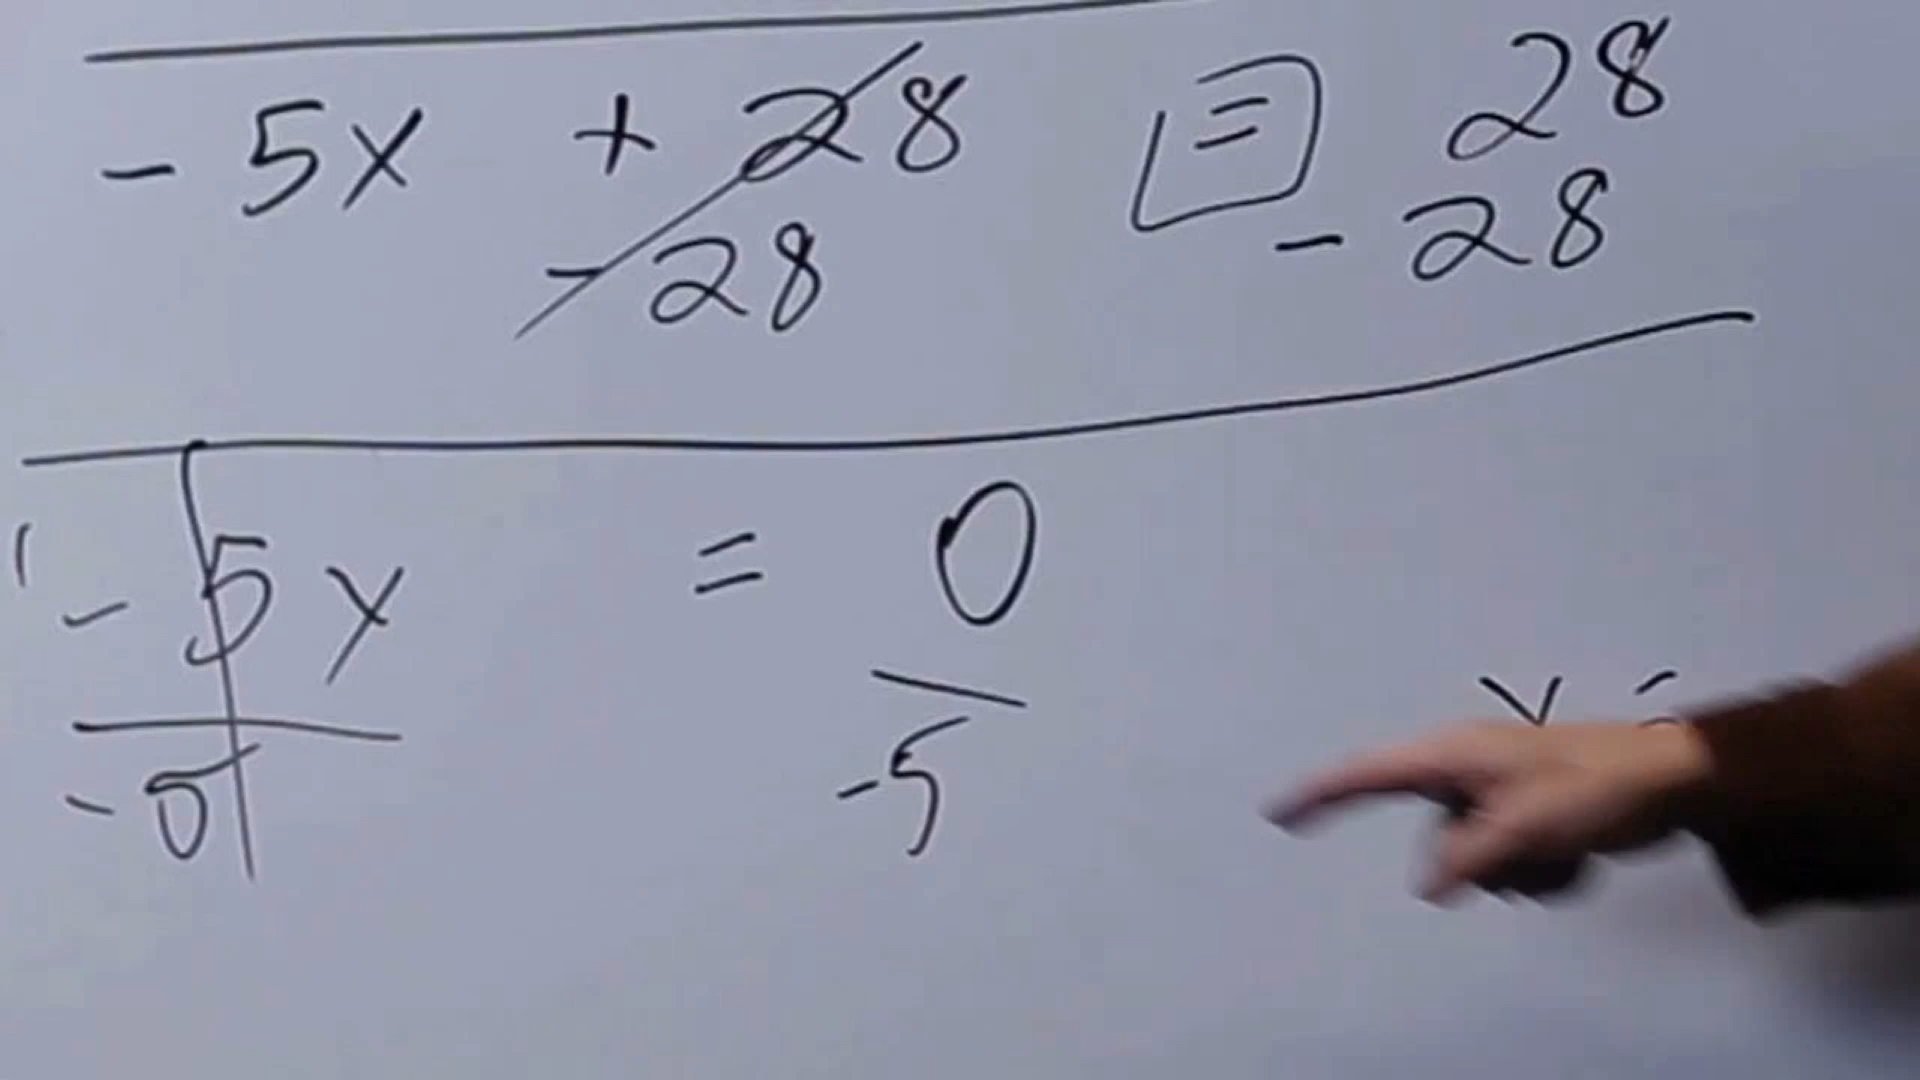 - 5x + 28 = 28
- 28 - 28
- 5x = 0
- 5 - 5
x =